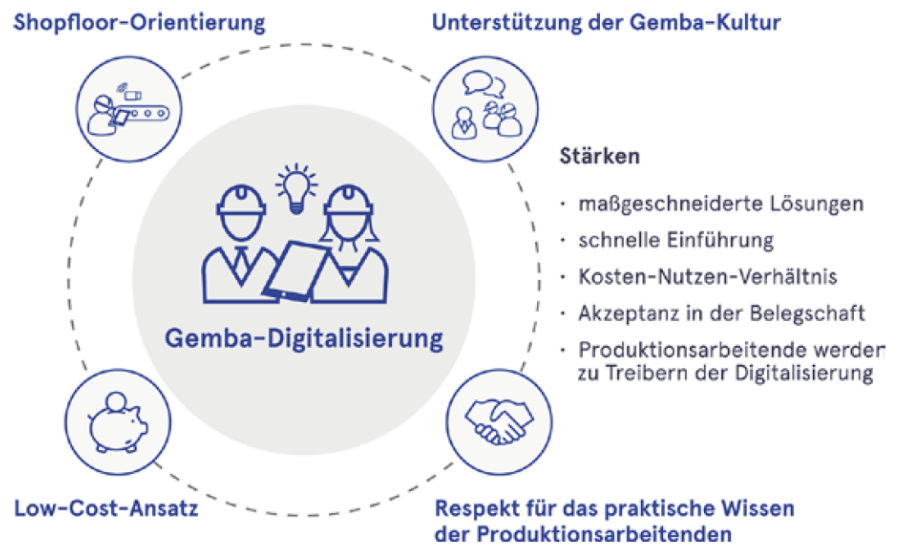 Shopfloor-Orientierung
Unterstützung der Gemba-Kultur
Gemba-Digitalisierung
Stärken
· maßgeschneiderte Lösungen
· schnelle Einführung
· Kosten-Nutzen-Verhältnis
· Akzeptanz in der Belegschaft
· Produktionsarbeitende werden
zu Treibern der Digitalisierung
Low-Cost-Ansatz
Respekt für das praktische Wissen
der Produktionsarbeitenden